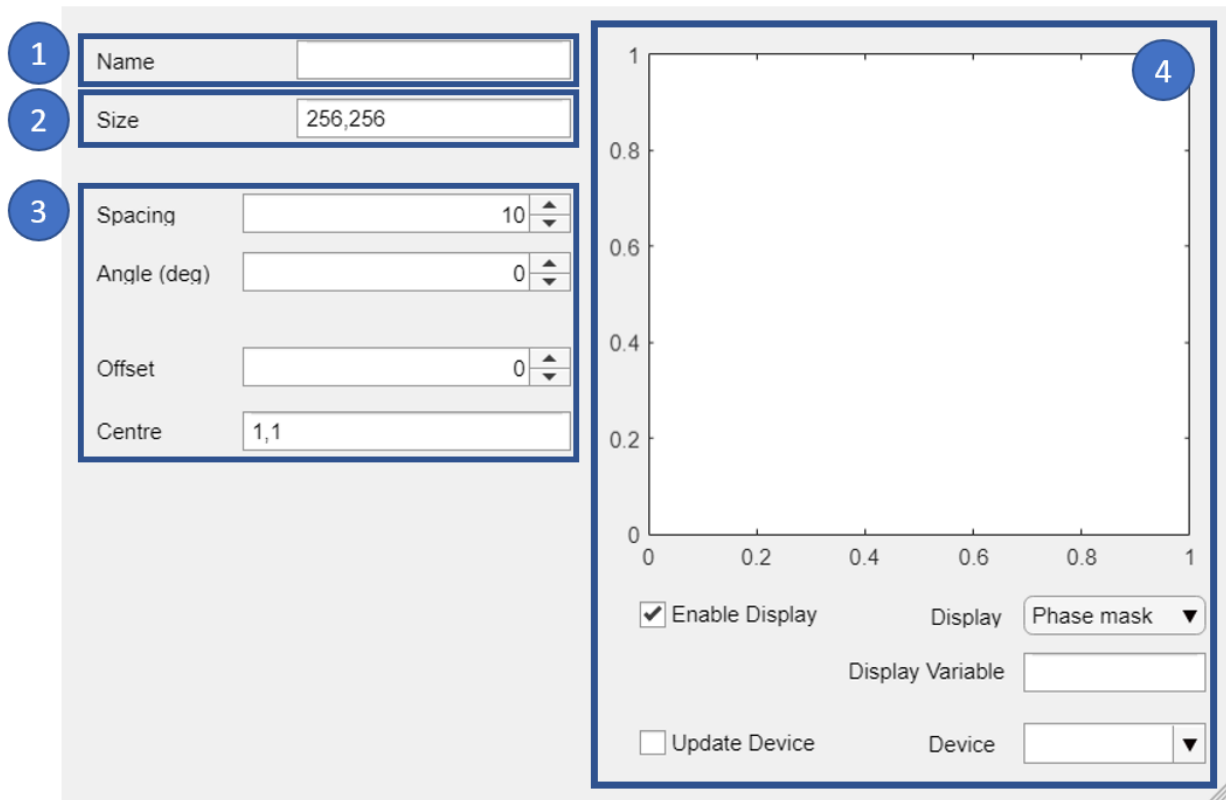 1
Name
2
Size 256,256
3
Spacing 10
Angle (deg) 0
Offset 0
Centre 1,1
4
1
0.8
0.6
0.4
0.2
0
0 0.2 0.4 0.6 0.8 1
Enable Display Display Phase mask
Display Variable
Update Device Device